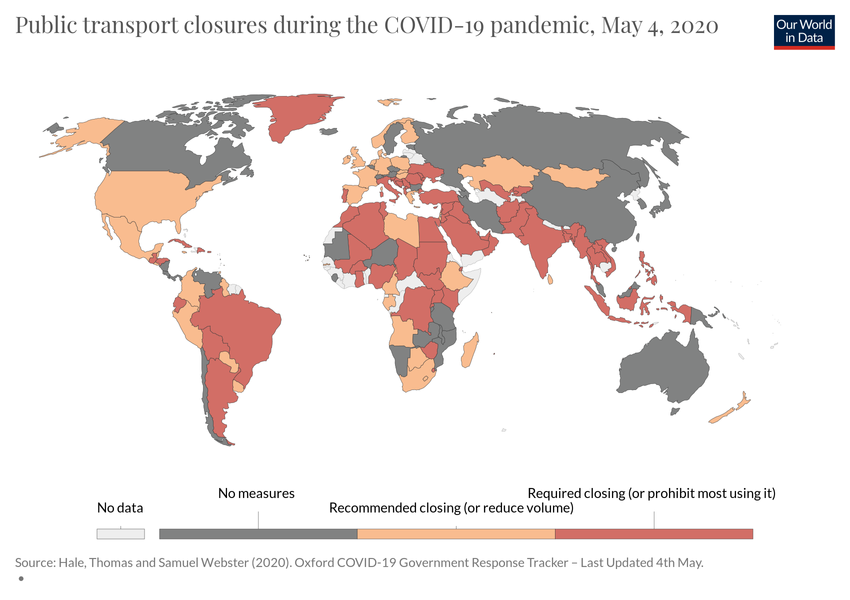 Public transport closures during the COVID-19 pandemic, May 4, 2020
Our World
in Data
No data
No measures
Recommended closing (or reduce volume)
Required closing (or prohibit most using it)
Source: Hale, Thomas and Samuel Webster (2020). Oxford COVID-19 Government Response Tracker – Last Updated 4th May.
•